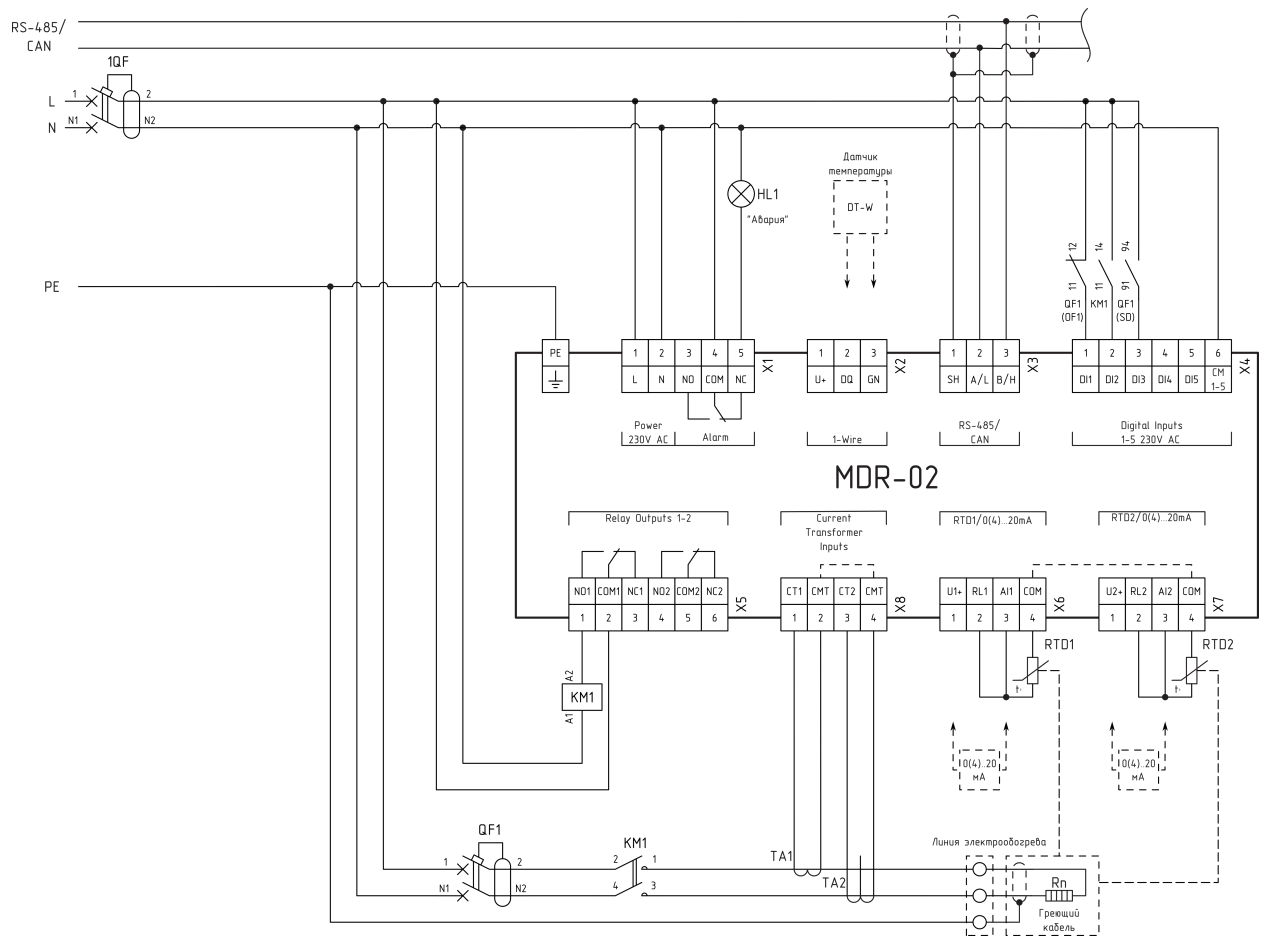 RS-485/
CAN
1QF
L 1 2
N N1 N2
Датчик
температуры
DT-W
HL1
"Авария"
12 14 94
11 11 91
QF1 KM1 QF1
(OF1) (SD)
PE
PE
1 2 3 4 5 X1
L N NO COM NC
1 2 3 X2
U+ DQ GN
1 2 3 X3
SH A/L B/H
1 2 3 4 5 6 X4
DI1 DI2 DI3 DI4 DI5 CM
1-5
Power
230V AC
Alarm
1-Wire
RS-485/
CAN
Digital Inputs
1-5 230V AC
MDR-02
Relay Outputs 1-2
Current
Transformer
Inputs
RTD1/0(4)...20mA
RTD2/0(4)...20mA
NO1 COM1 NC1 NO2 COM2 NC2 X5
1 2 3 4 5 6
CT1 CMT CT2 CMT X8
1 2 3 4
U1+ RL1 AI1 COM X6
1 2 3 4
U2+ RL2 AI2 COM X7
1 2 3 4
RTD1
t°
RTD2
t°
A2
KM1
A1
0(4)..20
мА
0(4)..20
мА
QF1
1 2
N1 N2
KM1
2 1
4 3
TA1
TA2
Линия электрообогрева
Rn
Греющий
кабель